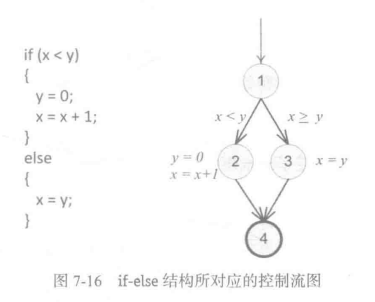 if (x < y)
{
y = 0;
x = x + 1;
}
else
{
x = y;
}
1
x < y
x ≥ y
y = 0
x = x+1
2
3
x = y
4
图 7-16 if-else 结构所对应的控制流图